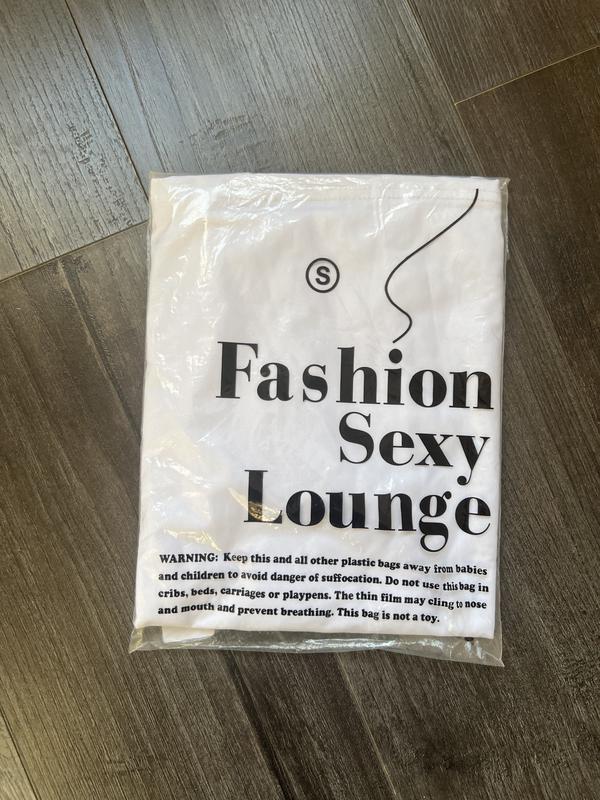 S
Fashion
Sexy
Lounge
WARNING: Keep this and all other plastic bags away from babies
and children to avoid danger of suffocation. Do not use this bag in
cribs, beds, carriages or playpens. The thin film may cling to nose
and mouth and prevent breathing. This bag is not a toy.